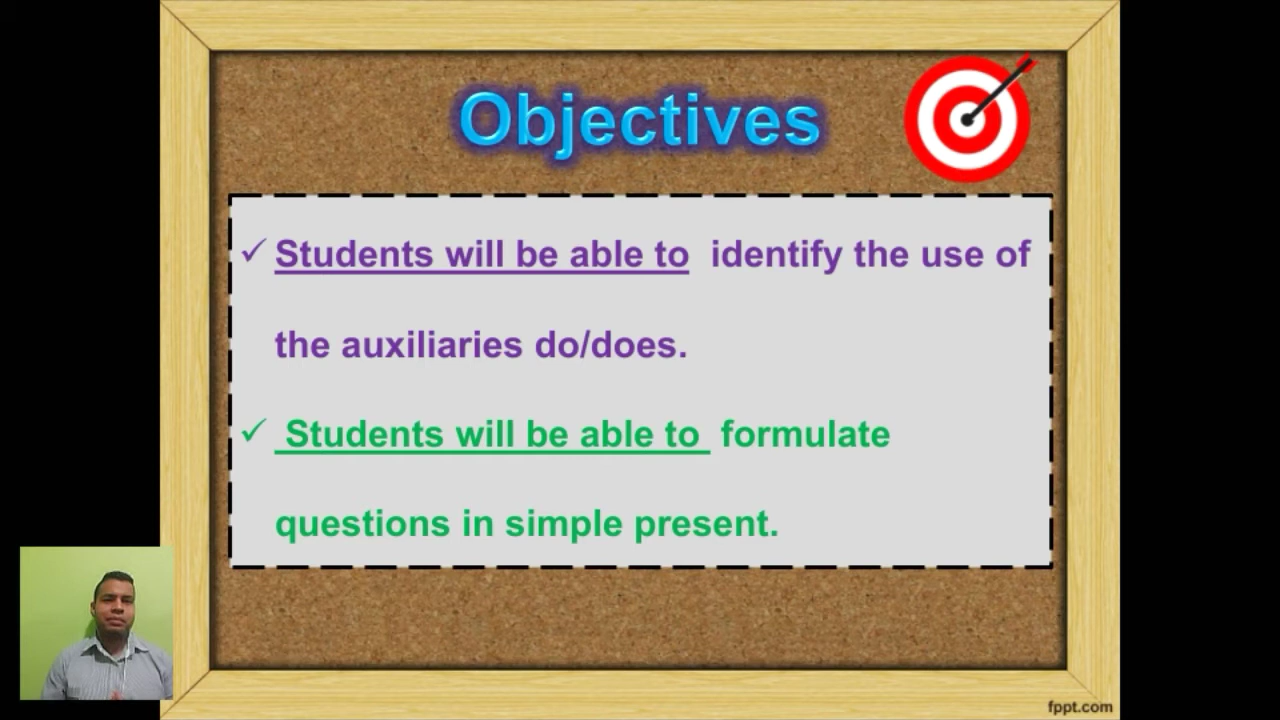 Objectives
✓ Students will be able to identify the use of
the auxiliaries do/does.
✓ Students will be able to formulate
questions in simple present.
fppt.com